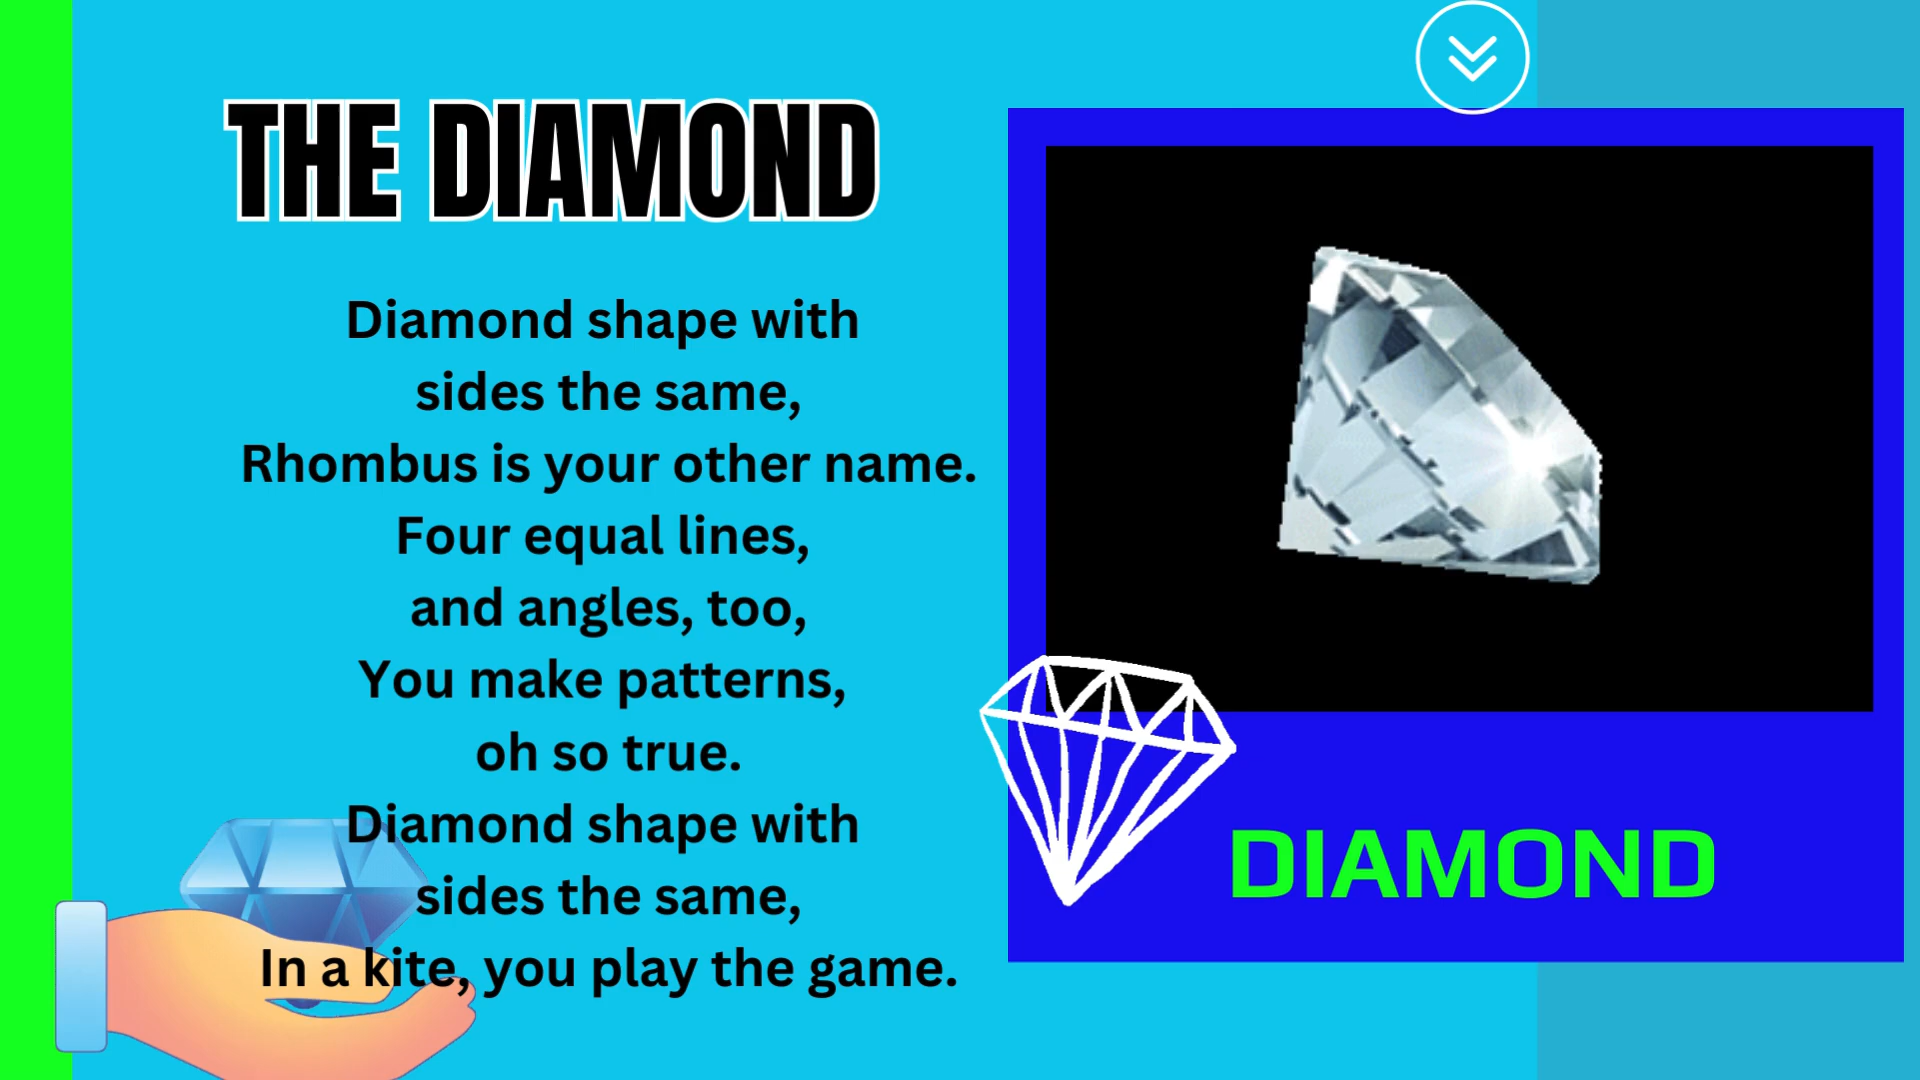 THE DIAMOND
Diamond shape with
sides the same,
Rhombus is your other name.
Four equal lines,
and angles, too,
You make patterns,
oh so true.
Diamond shape with
sides the same,
In a kite, you play the game.
DIAMOND